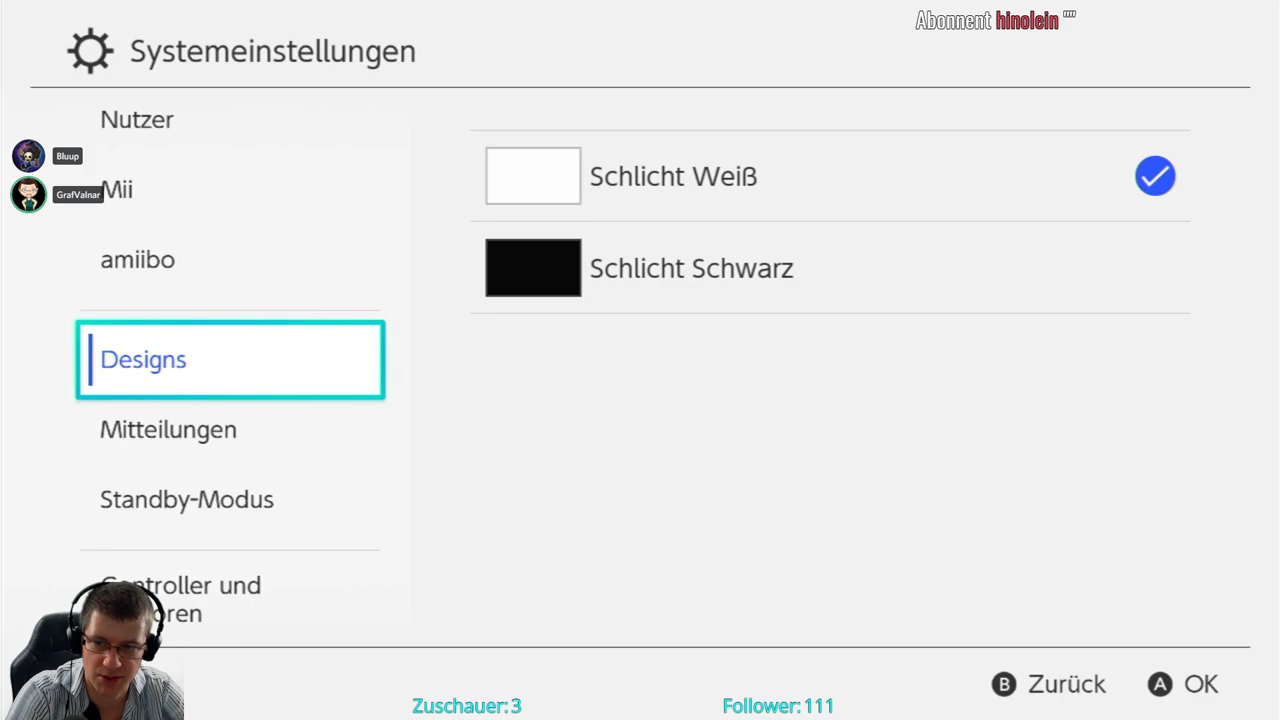 Abonnent hinolein ""
Systemeinstellungen
Nutzer
Bluup
Mii
GrafValnar
amiibo
Designs
Mitteilungen
Standby-Modus
Controller und
oren
Schlicht Weiß
Schlicht Schwarz
B Zurück
A OK
Zuschauer: 3
Follower: 111